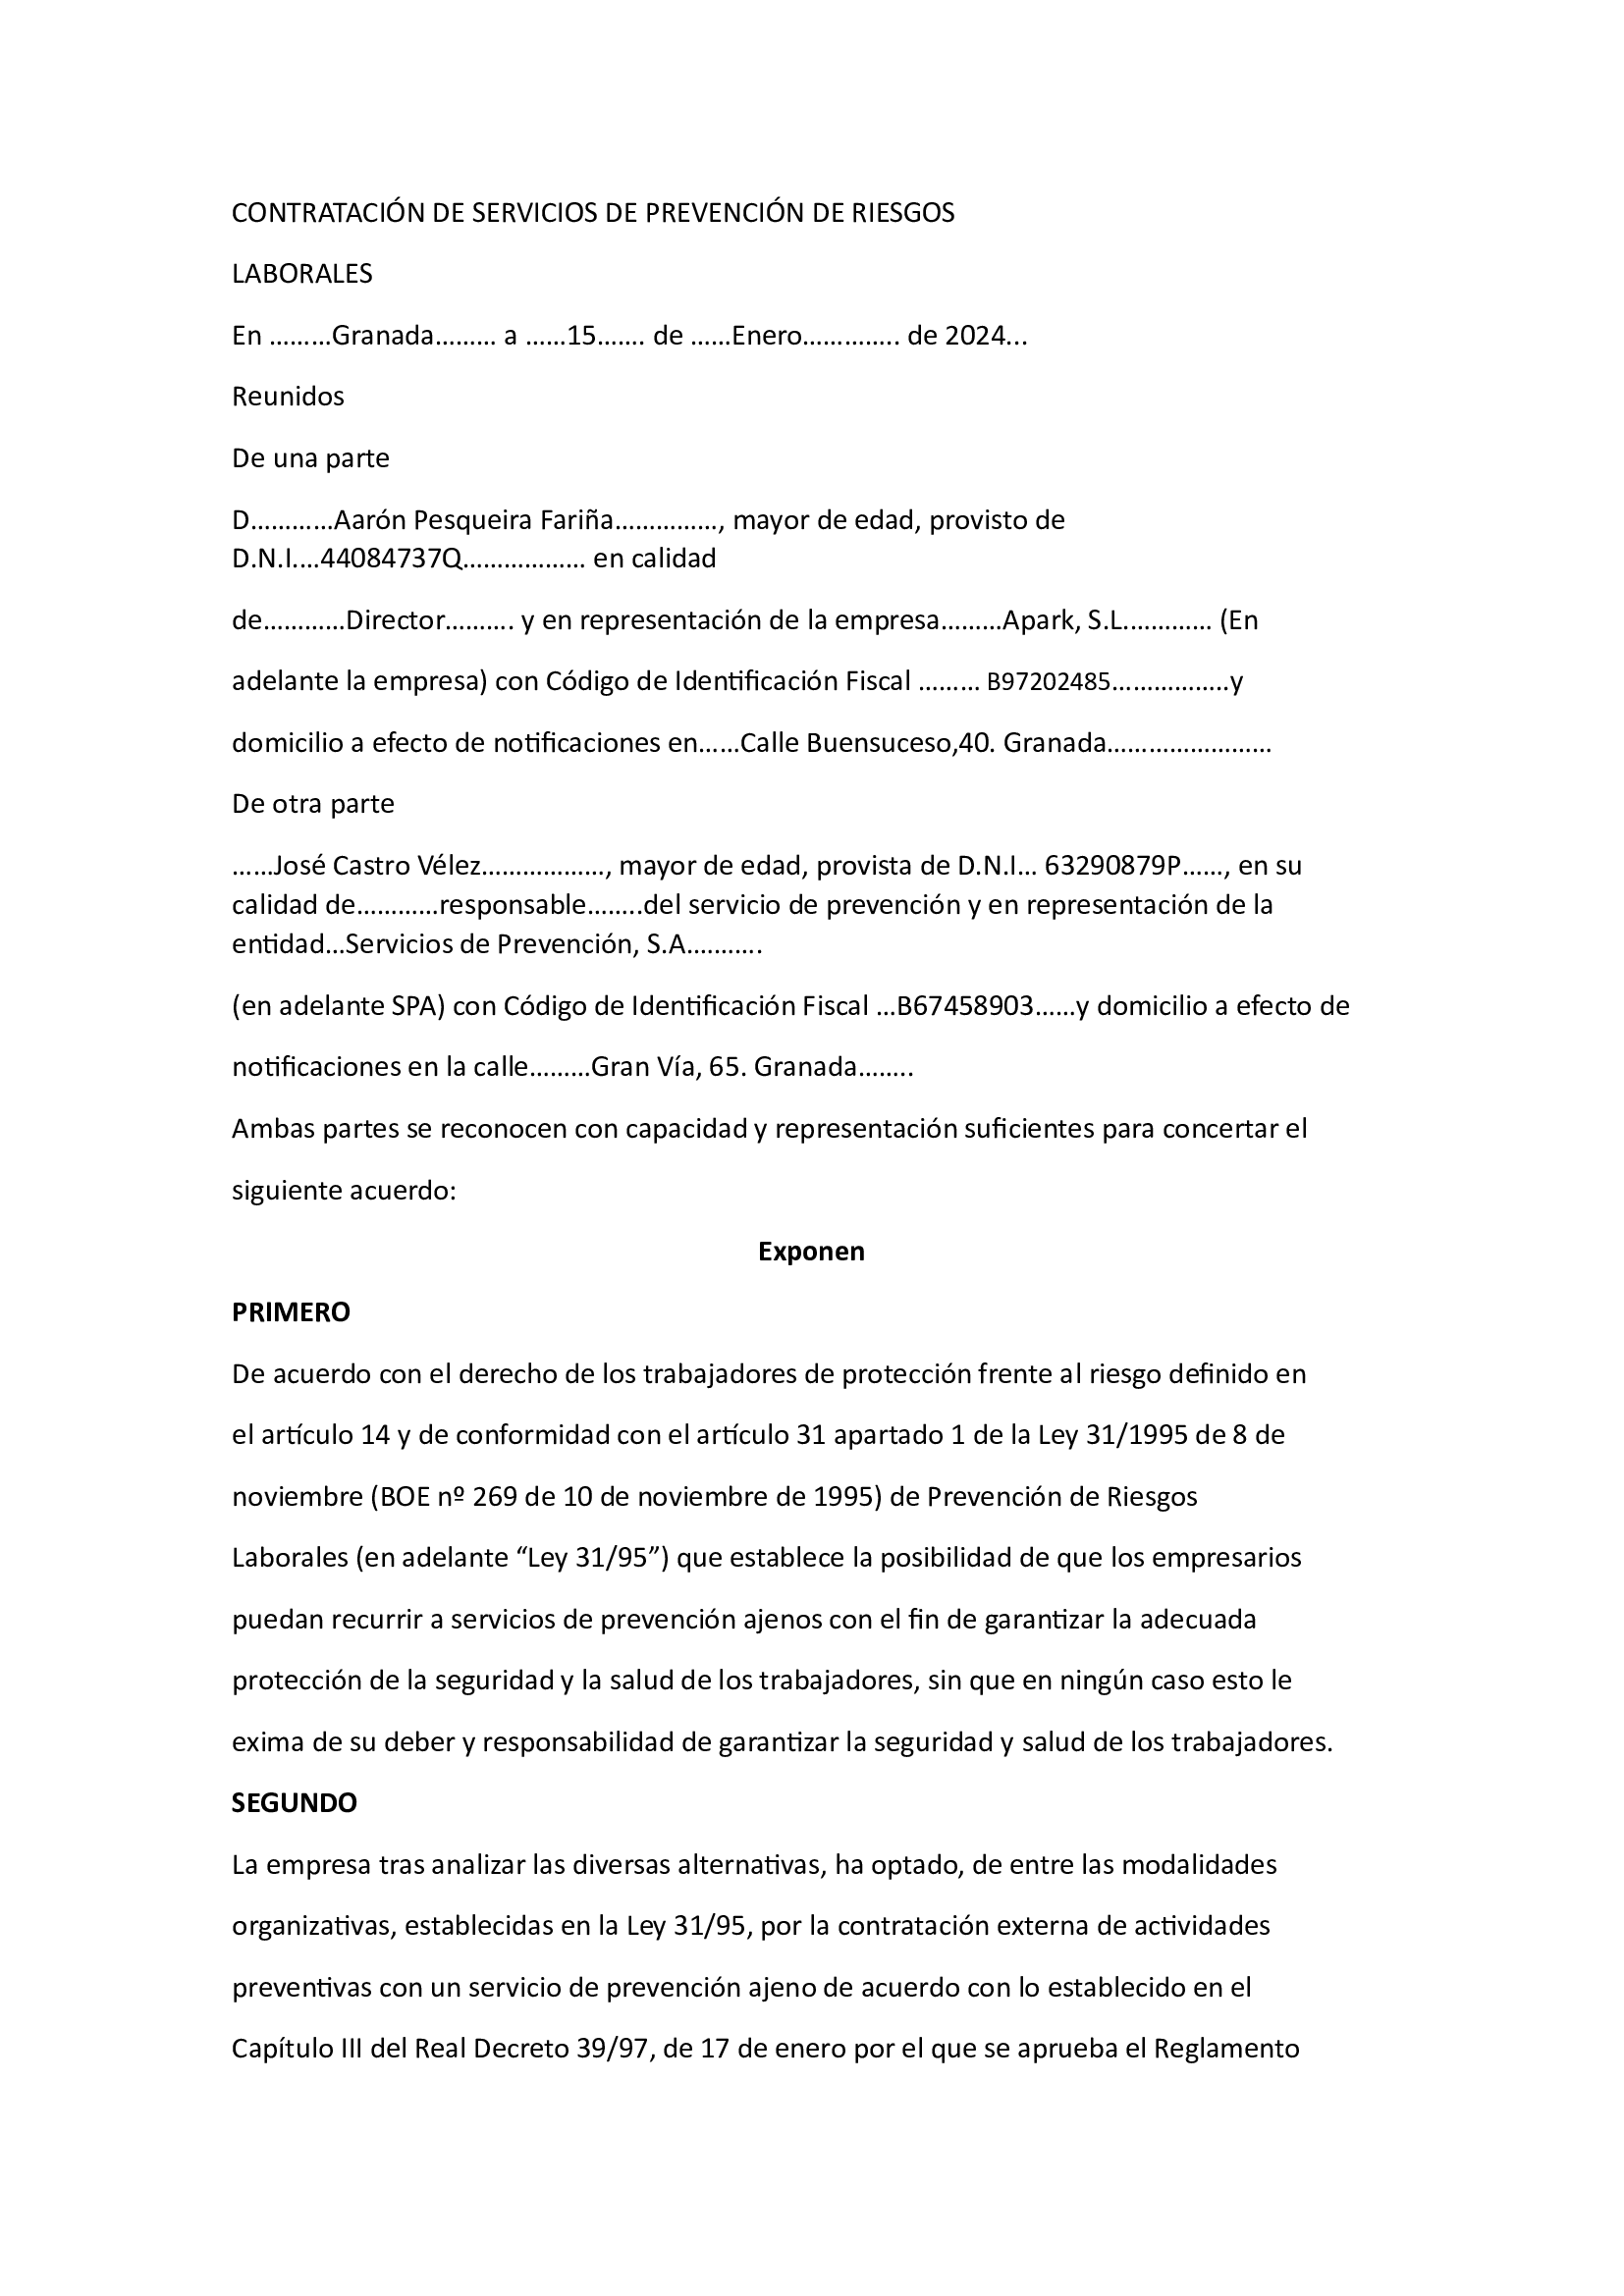 CONTRATACIÓN DE SERVICIOS DE PREVENCIÓN DE RIESGOS
LABORALES
En ………Granada……… a ……15……. de ……Enero………….. de 2024...
Reunidos
De una parte
D…………Aarón Pesqueira Fariña……………, mayor de edad, provisto de
D.N.I....44084737Q……………… en calidad
de…………Director………. y en representación de la empresa………Apark, S.L.………… (En
adelante la empresa) con Código de Identificación Fiscal ……… B97202485……………..y
domicilio a efecto de notificaciones en……Calle Buensuceso,40. Granada……………………
De otra parte
……José Castro Vélez………………, mayor de edad, provista de D.N.I… 63290879P……, en su
calidad de…………responsable……..del servicio de prevención y en representación de la
entidad…Servicios de Prevención, S.A………..
(en adelante SPA) con Código de Identificación Fiscal …B67458903……y domicilio a efecto de
notificaciones en la calle………Gran Vía, 65. Granada……..
Ambas partes se reconocen con capacidad y representación suficientes para concertar el
siguiente acuerdo:
Exponen
PRIMERO
De acuerdo con el derecho de los trabajadores de protección frente al riesgo definido en
el artículo 14 y de conformidad con el artículo 31 apartado 1 de la Ley 31/1995 de 8 de
noviembre (BOE nº 269 de 10 de noviembre de 1995) de Prevención de Riesgos
Laborales (en adelante “Ley 31/95”) que establece la posibilidad de que los empresarios
puedan recurrir a servicios de prevención ajenos con el fin de garantizar la adecuada
protección de la seguridad y la salud de los trabajadores, sin que en ningún caso esto le
exima de su deber y responsabilidad de garantizar la seguridad y salud de los trabajadores.
SEGUNDO
La empresa tras analizar las diversas alternativas, ha optado, de entre las modalidades
organizativas, establecidas en la Ley 31/95, por la contratación externa de actividades
preventivas con un servicio de prevención ajeno de acuerdo con lo establecido en el
Capítulo III del Real Decreto 39/97, de 17 de enero por el que se aprueba el Reglamento